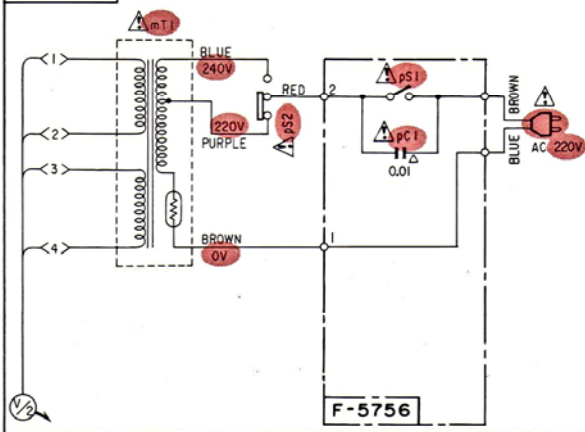 mT1
BLUE
240V
220V
PURPLE
RED
pS2
2
pS1
pC1
0.01
BROWN
BLUE
AC 220V
BROWN
0V
1
1
2
3
4
V/2
F-5756